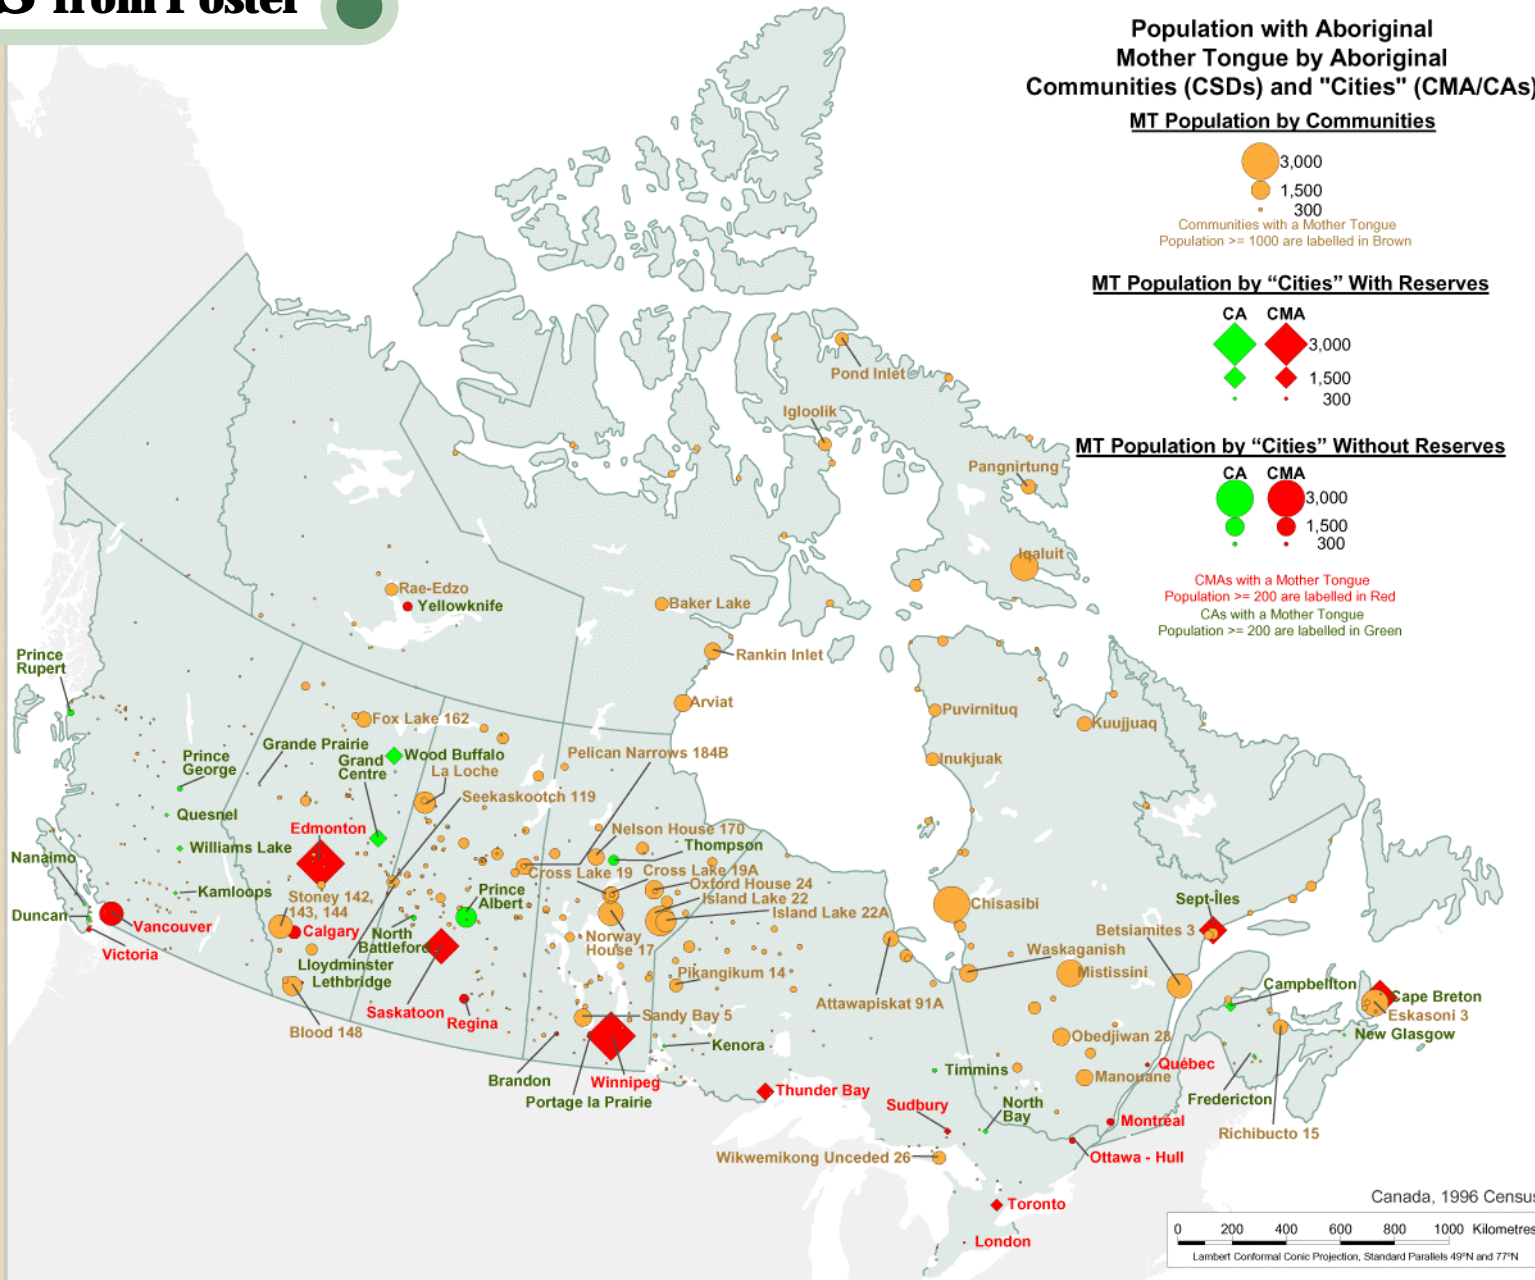 S from Poster
Population with Aboriginal
Mother Tongue by Aboriginal
Communities (CSDs) and "Cities" (CMA/CAs)
MT Population by Communities
3,000
1,500
300
Communities with a Mother Tongue
Population >= 1000 are labelled in Brown
MT Population by “Cities” With Reserves
CA CMA
3,000
1,500
300
MT Population by “Cities” Without Reserves
CA CMA
3,000
1,500
300
CMAs with a Mother Tongue
Population >= 200 are labelled in Red
CAs with a Mother Tongue
Population >= 200 are labelled in Green
Pond Inlet
Igloolik
Pangnirtung
Iqaluit
Rae-Edzo
Yellowknife
Baker Lake
Rankin Inlet
Arviat
Prince
Rupert
Fox Lake 162
Puvirnituq
Kuujjuaq
Inukjuak
Prince
George
Grande Prairie
Grand
Centre
Wood Buffalo
La Loche
Pelican Narrows 184B
Seekaskootch 119
Quesnel
Edmonton
Nelson House 170
Thompson
Williams Lake
Nanaimo
Kamloops
Cross Lake 19
Cross Lake 19A
Oxford House 24
Island Lake 22
Island Lake 22A
Stoney 142,
143, 144
Prince
Albert
Chisasibi
Sept-Îles
Duncan
Vancouver
Victoria
Calgary
North
Battleford
Norway
House 17
Betsiamites 3
Waskaganish
Mistissini
Lloydminster
Lethbridge
Pikangikum 14
Attawapiskat 91A
Campbellton
Cape Breton
Eskasoni 3
New Glasgow
Blood 148
Saskatoon
Regina
Sandy Bay 5
Kenora
Obedjiwan 28
Québec
Timmins
Manouane
Brandon
Winnipeg
Portage la Prairie
Thunder Bay
Sudbury
North
Bay
Montréal
Fredericton
Richibucto 15
Wikwemikong Unceded 26
Ottawa - Hull
Toronto
London
Canada, 1996 Census
0 200 400 600 800 1000 Kilometres
Lambert Conformal Conic Projection, Standard Parallels 49ºN and 77ºN